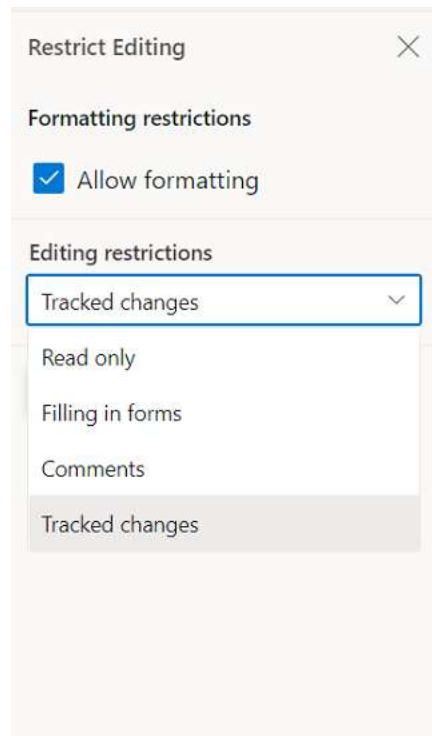 Restrict Editing
Formatting restrictions
Allow formatting
Editing restrictions
Tracked changes
Read only
Filling in forms
Comments
Tracked changes